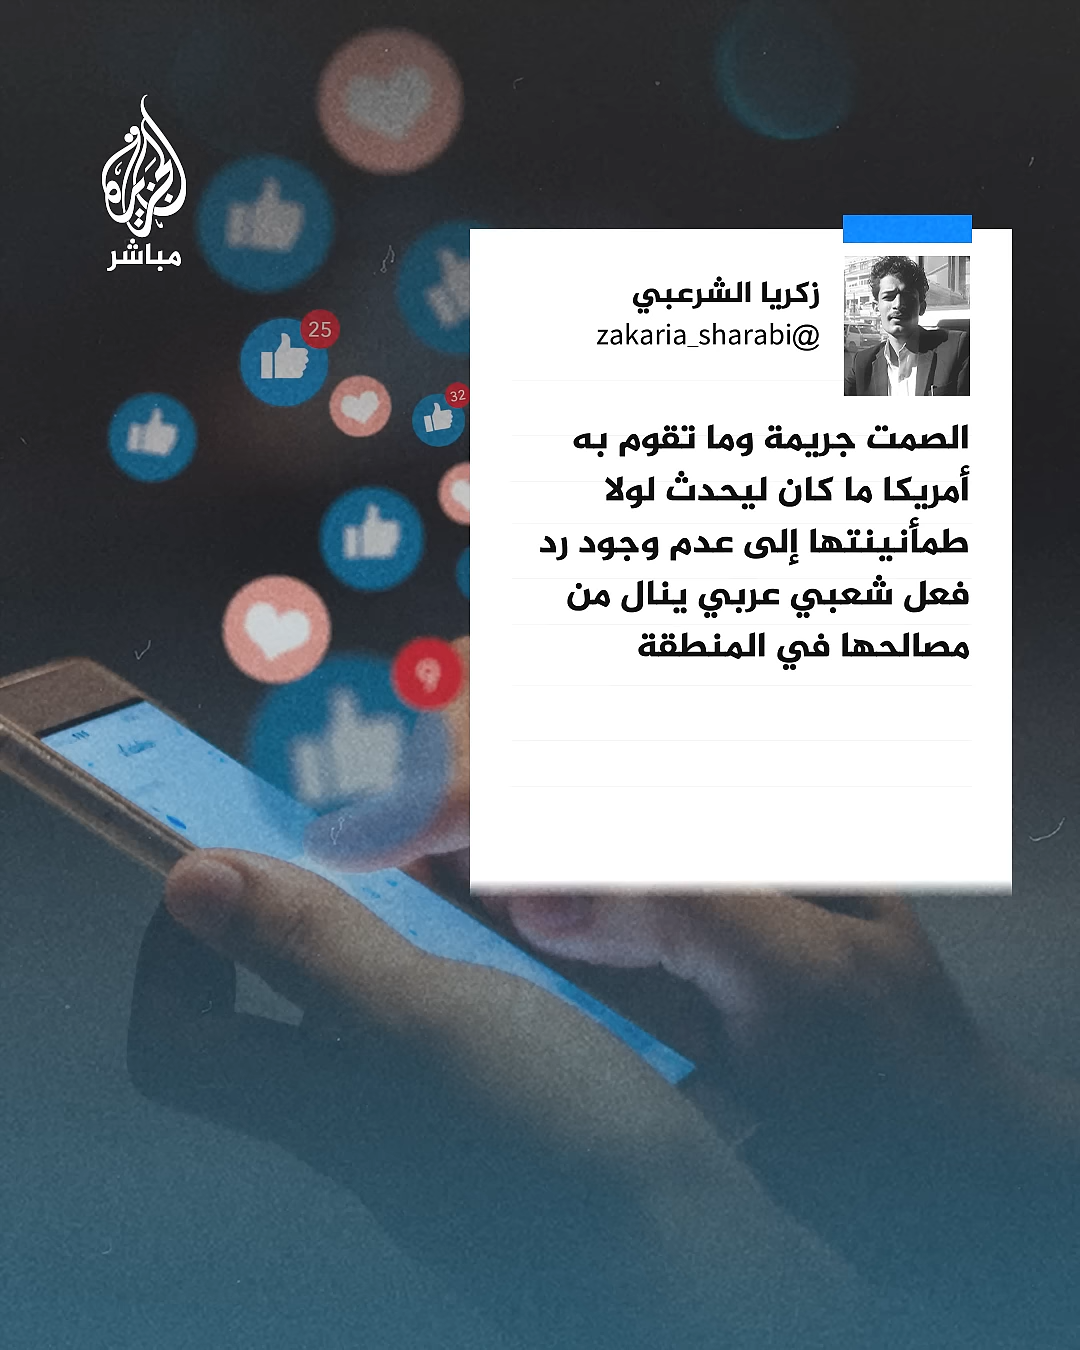 الجزيرة
مباشر
25
32
9
زكريا الشرعبي
@zakaria_sharabi
الصمت جريمة وما تقوم به
أمريكا ما كان ليحدث لولا
طمأنينتها إلى عدم وجود رد
فعل شعبي عربي ينال من
مصالحها في المنطقة